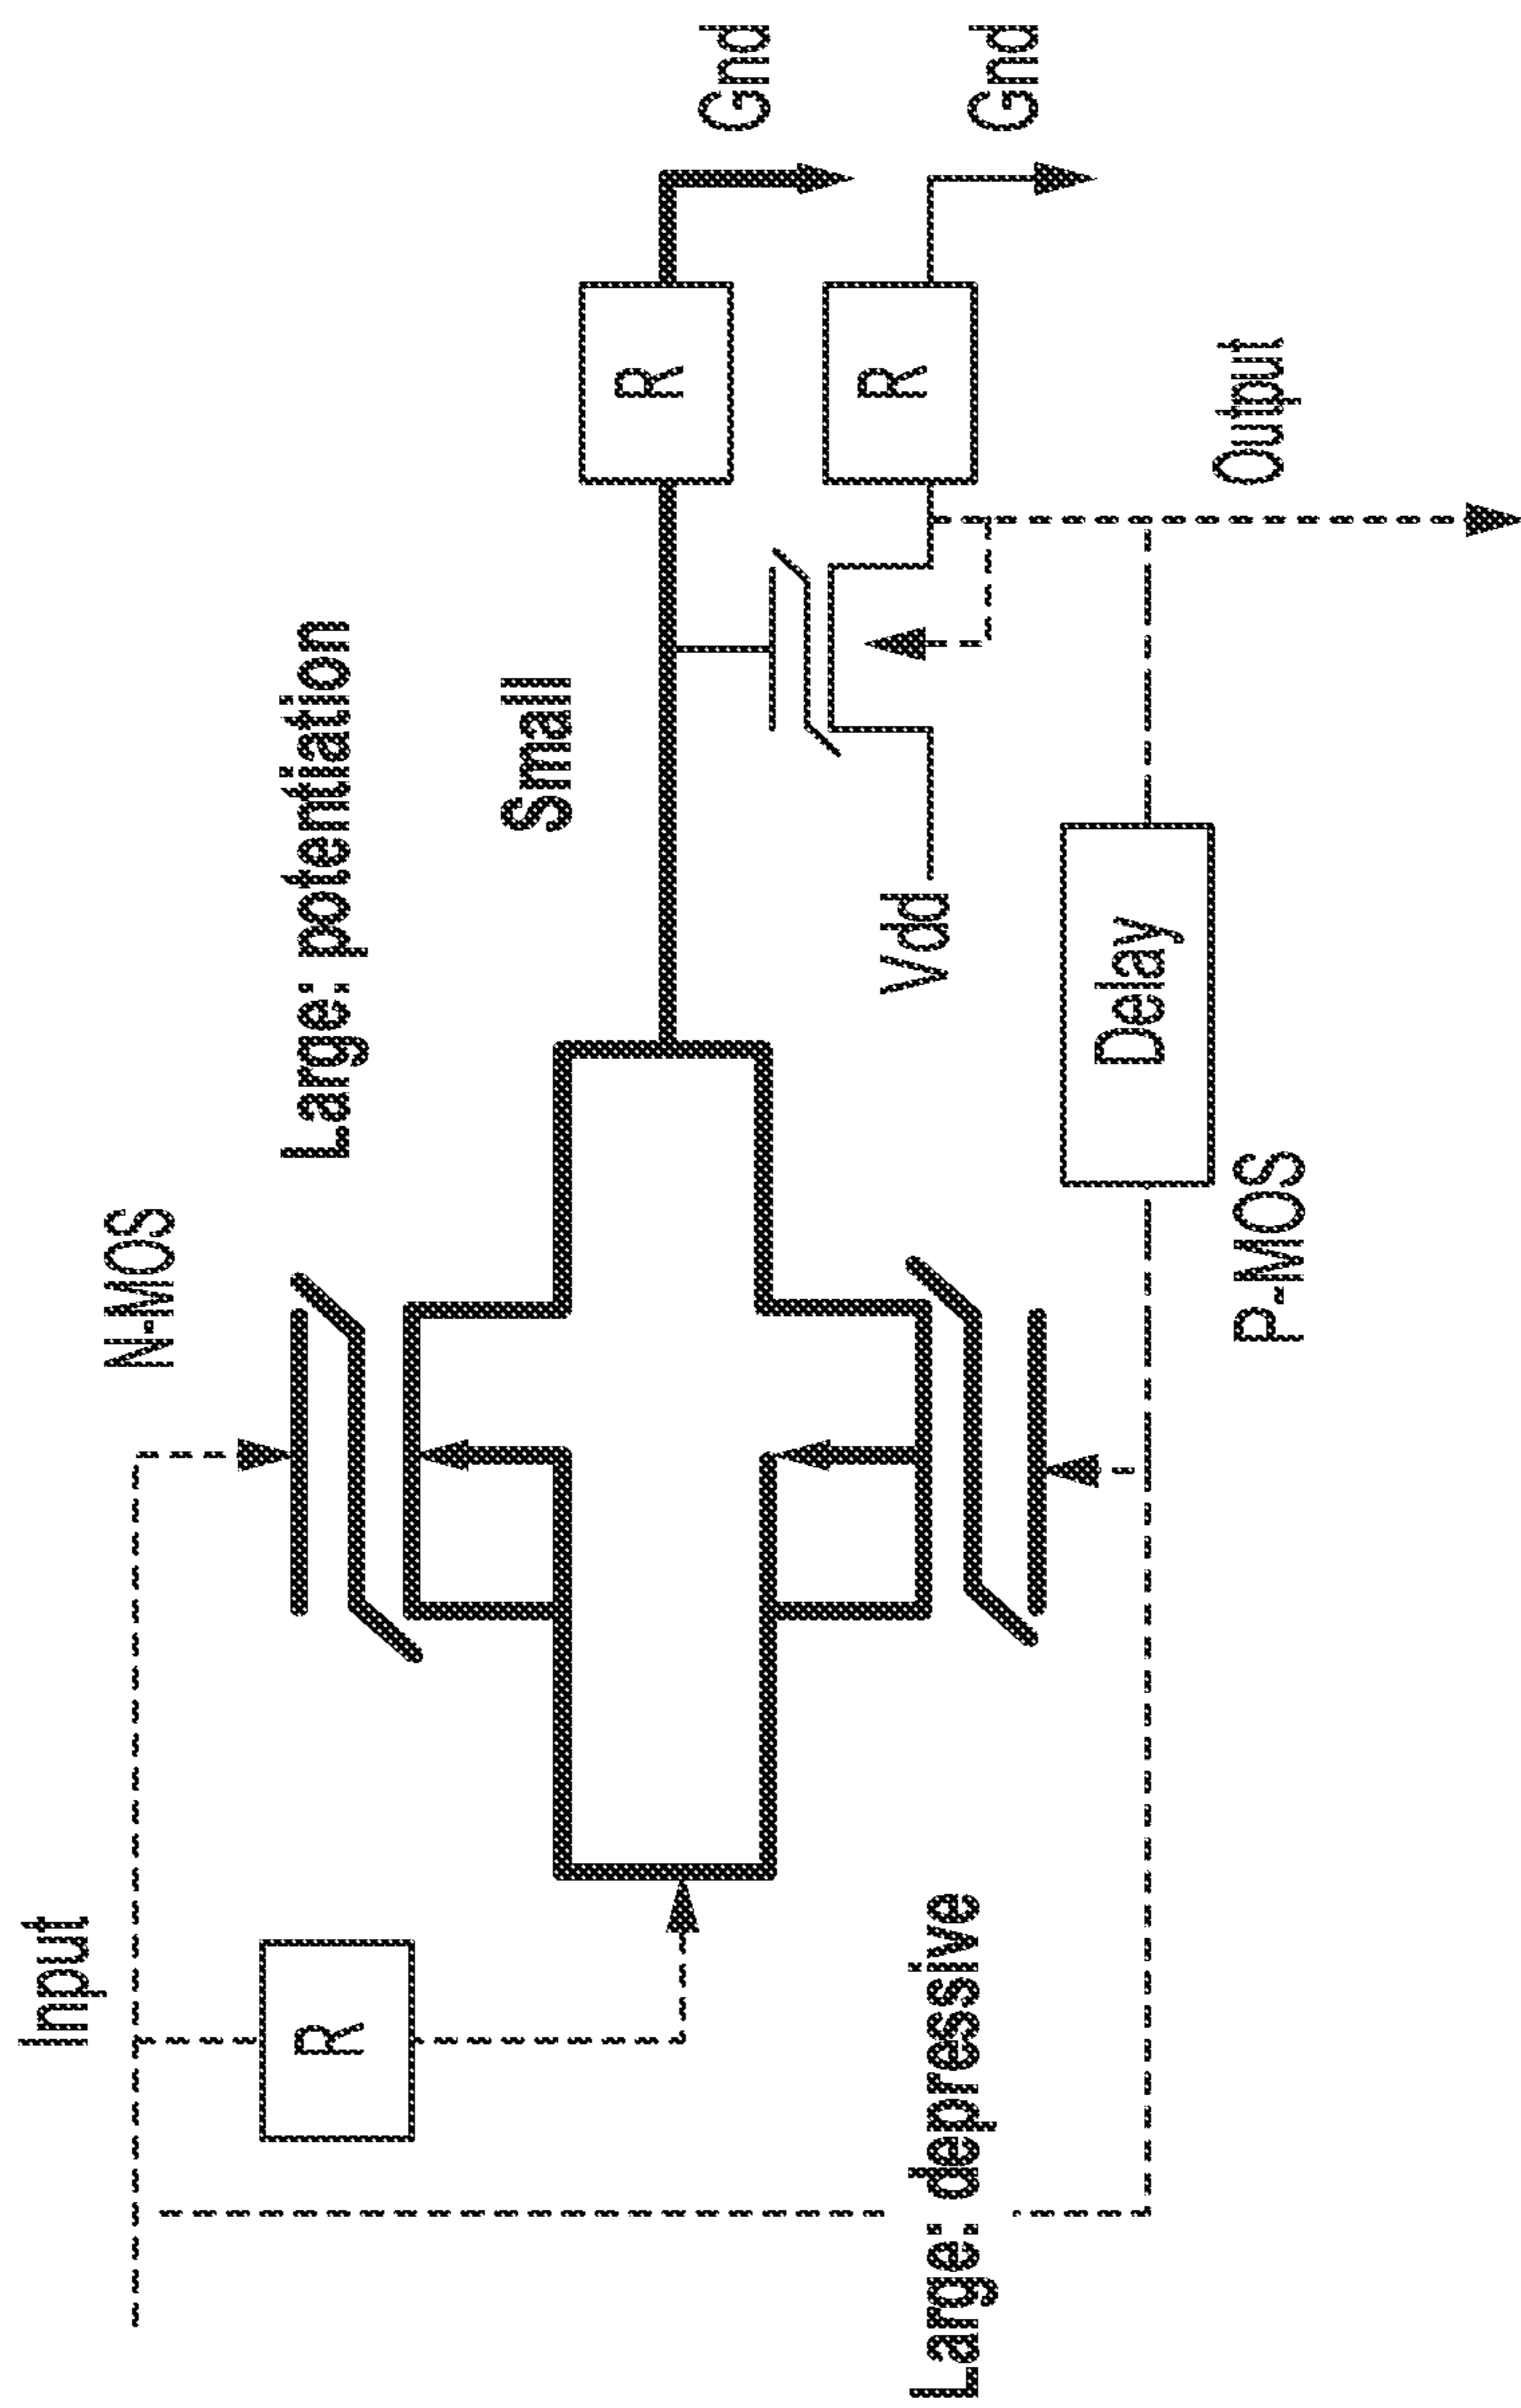 Input
N-MOS
R
Large: potentiation
Small
R
Gnd
Vdd
R
Gnd
Large: depressive
Delay
P-MOS
Output